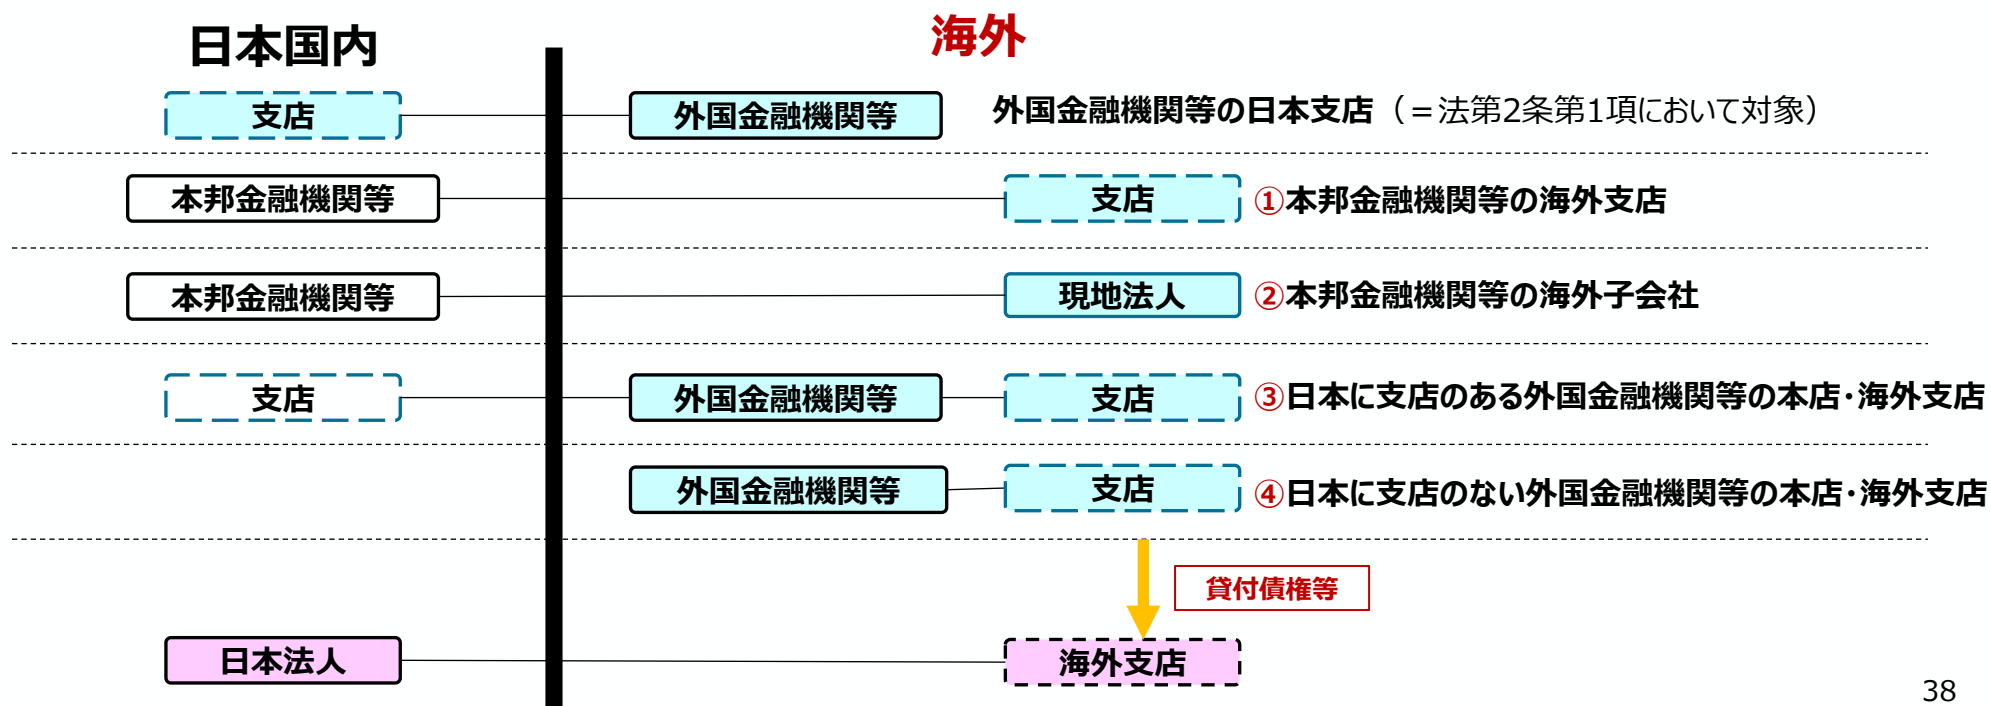 日本国内 海外
支店 外国金融機関等 外国金融機関等の日本支店（＝法第2条第1項において対象）
本邦金融機関等 支店 ①本邦金融機関等の海外支店
本邦金融機関等 現地法人 ②本邦金融機関等の海外子会社
支店 外国金融機関等 支店 ③日本に支店のある外国金融機関等の本店・海外支店
外国金融機関等 支店 ④日本に支店のない外国金融機関等の本店・海外支店
貸付債権等
日本法人 海外支店
38